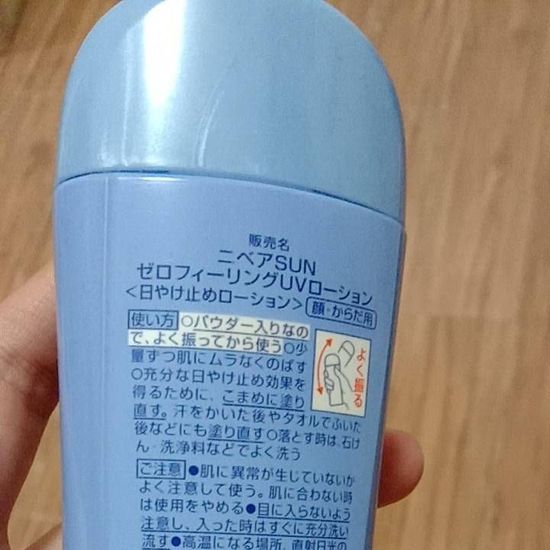 販売名
ニベアSUN
ゼロフィーリングUVローション
<日やけ止めローション> 顔・からだ用
使い方 ○パウダー入りなの
で、よく振ってから使う○少
量ずつ肌にムラなくのばす
○充分な日やけ止め効果を
得るために、こまめに塗り
直す。汗をかいた後やタオルでふいた
後などにも塗り直す○落とす時は、石け
ん・洗浄料などでよく洗う
よく振る
ご注意 ●肌に異常が生じていないか
よく注意して使う。肌に合わない時
は使用をやめる●目に入らないよう
注意し、入った時はすぐに充分洗い
流す●高温になる場所、直射日光の